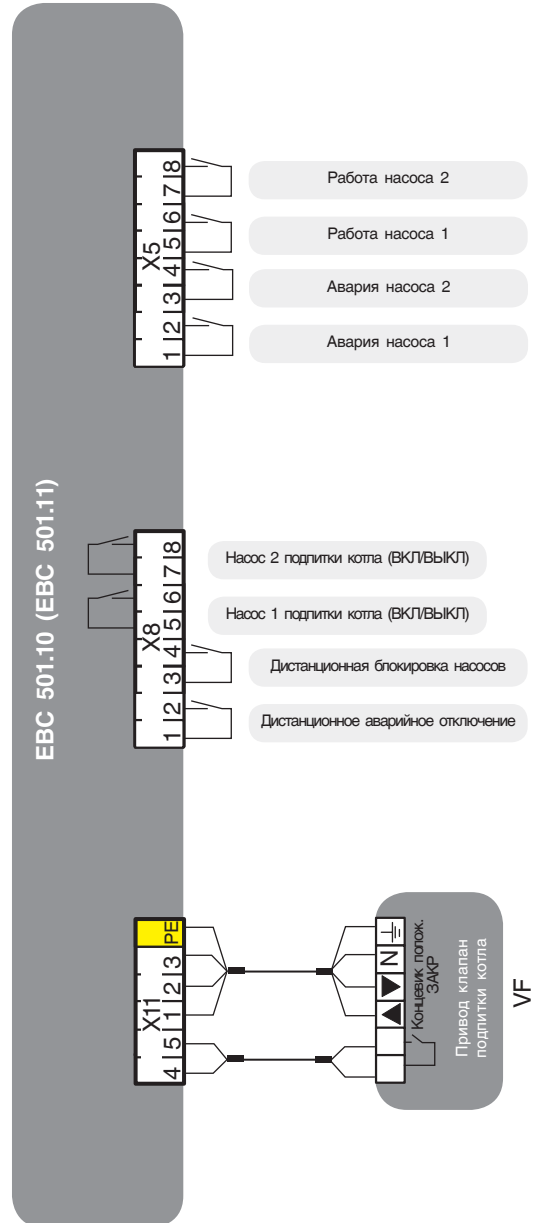 EBC 501.10 (EBC 501.11)
X5
1 2 3 4 5 6 7 8
Работа насоса 2
Работа насоса 1
Авария насоса 2
Авария насоса 1
X8
1 2 3 4 5 6 7 8
Насос 2 подпитки котла (ВКЛ/ВЫКЛ)
Насос 1 подпитки котла (ВКЛ/ВЫКЛ)
Дистанционная блокировка насосов
Дистанционное аварийное отключение
X11
4 5 1 2 3 PE
N
Концевик полож.
ЗАКР
Привод клапан
подпитки котла
VF